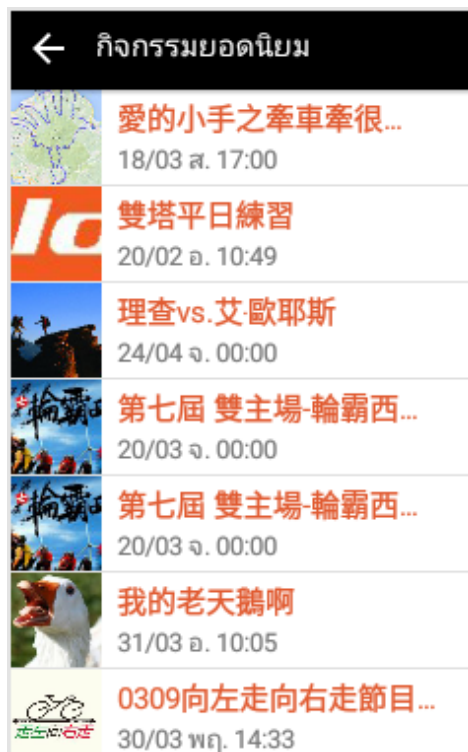 กิจกรรมยอดนิยม
愛的小手之牽車牽很...
18/03 ส. 17:00
雙塔平日練習
20/02 อ. 10:49
理查vs.艾·歐耶斯
24/04 จ. 00:00
第七屆 雙主場-輪霸西...
20/03 จ. 00:00
第七屆 雙主場-輪霸西...
20/03 จ. 00:00
我的老天鵝啊
31/03 อ. 10:05
0309向左走向右走節目...
走左向右走
30/03 พฤ. 14:33